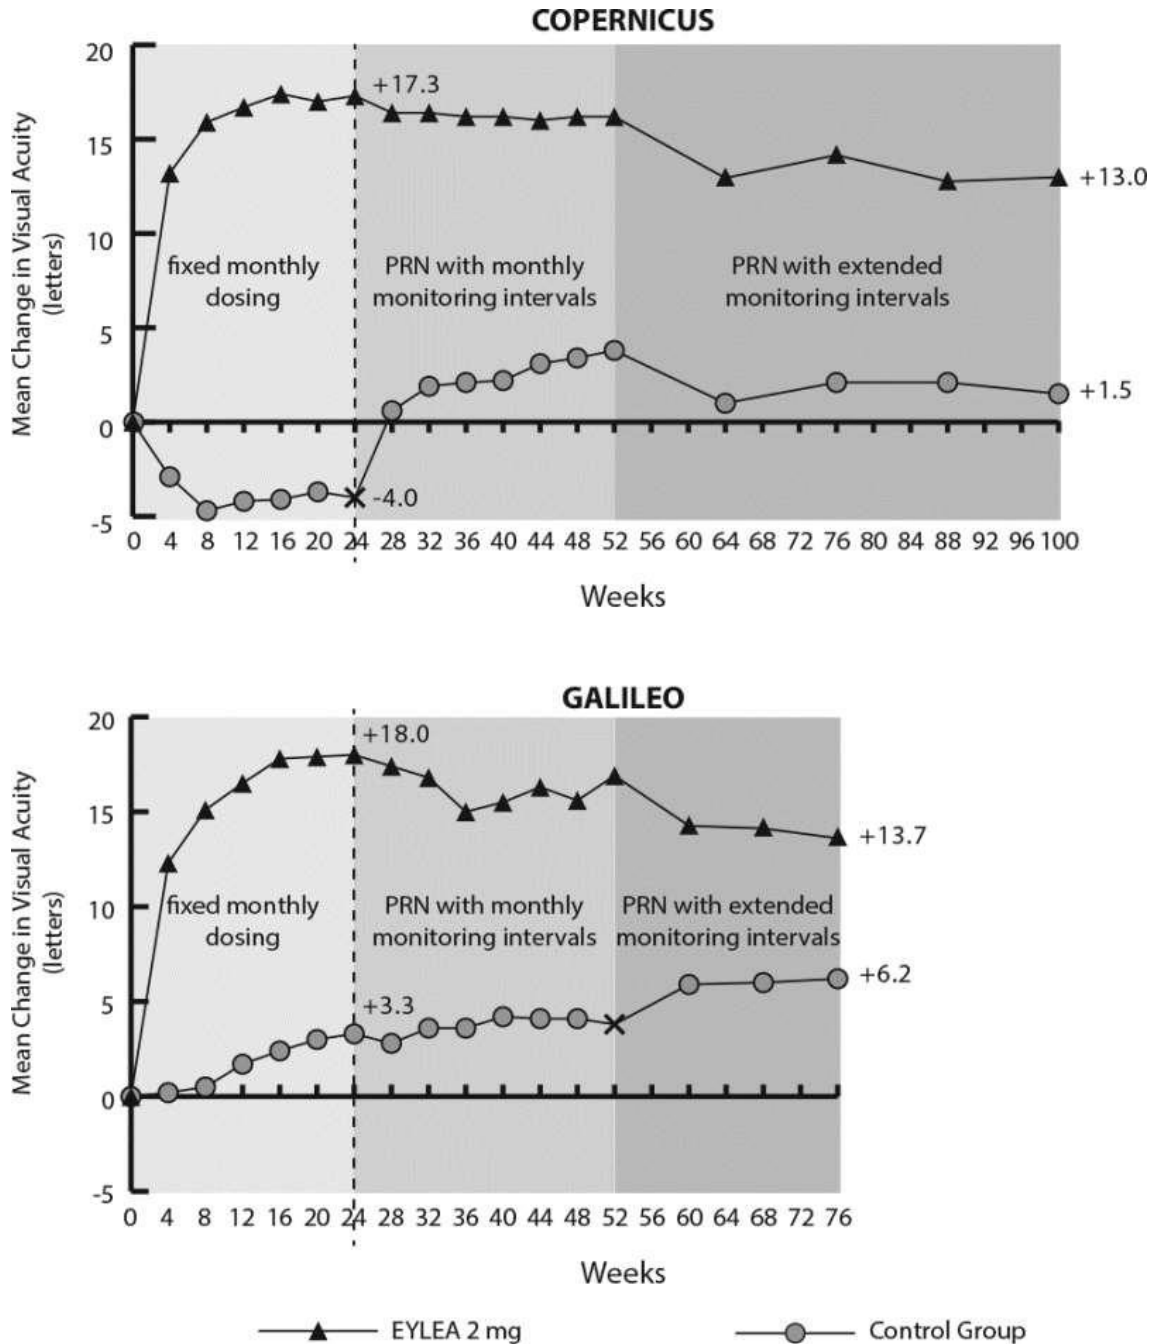 COPERNICUS
20
15
10
5
0
-5
Mean Change in Visual Acuity
(letters)
+17.3
+13.0
fixed monthly
dosing
PRN with monthly
monitoring intervals
PRN with extended
monitoring intervals
+1.5
-4.0
0 4 8 12 16 20 24 28 32 36 40 44 48 52 56 60 64 68 72 76 80 84 88 92 96 100
Weeks
GALILEO
20
15
10
5
0
-5
Mean Change in Visual Acuity
(letters)
+18.0
+13.7
fixed monthly
dosing
PRN with monthly
monitoring intervals
PRN with extended
monitoring intervals
+3.3
+6.2
0 4 8 12 16 20 24 28 32 36 40 44 48 52 56 60 64 68 72 76
Weeks
EYLEA 2 mg
Control Group